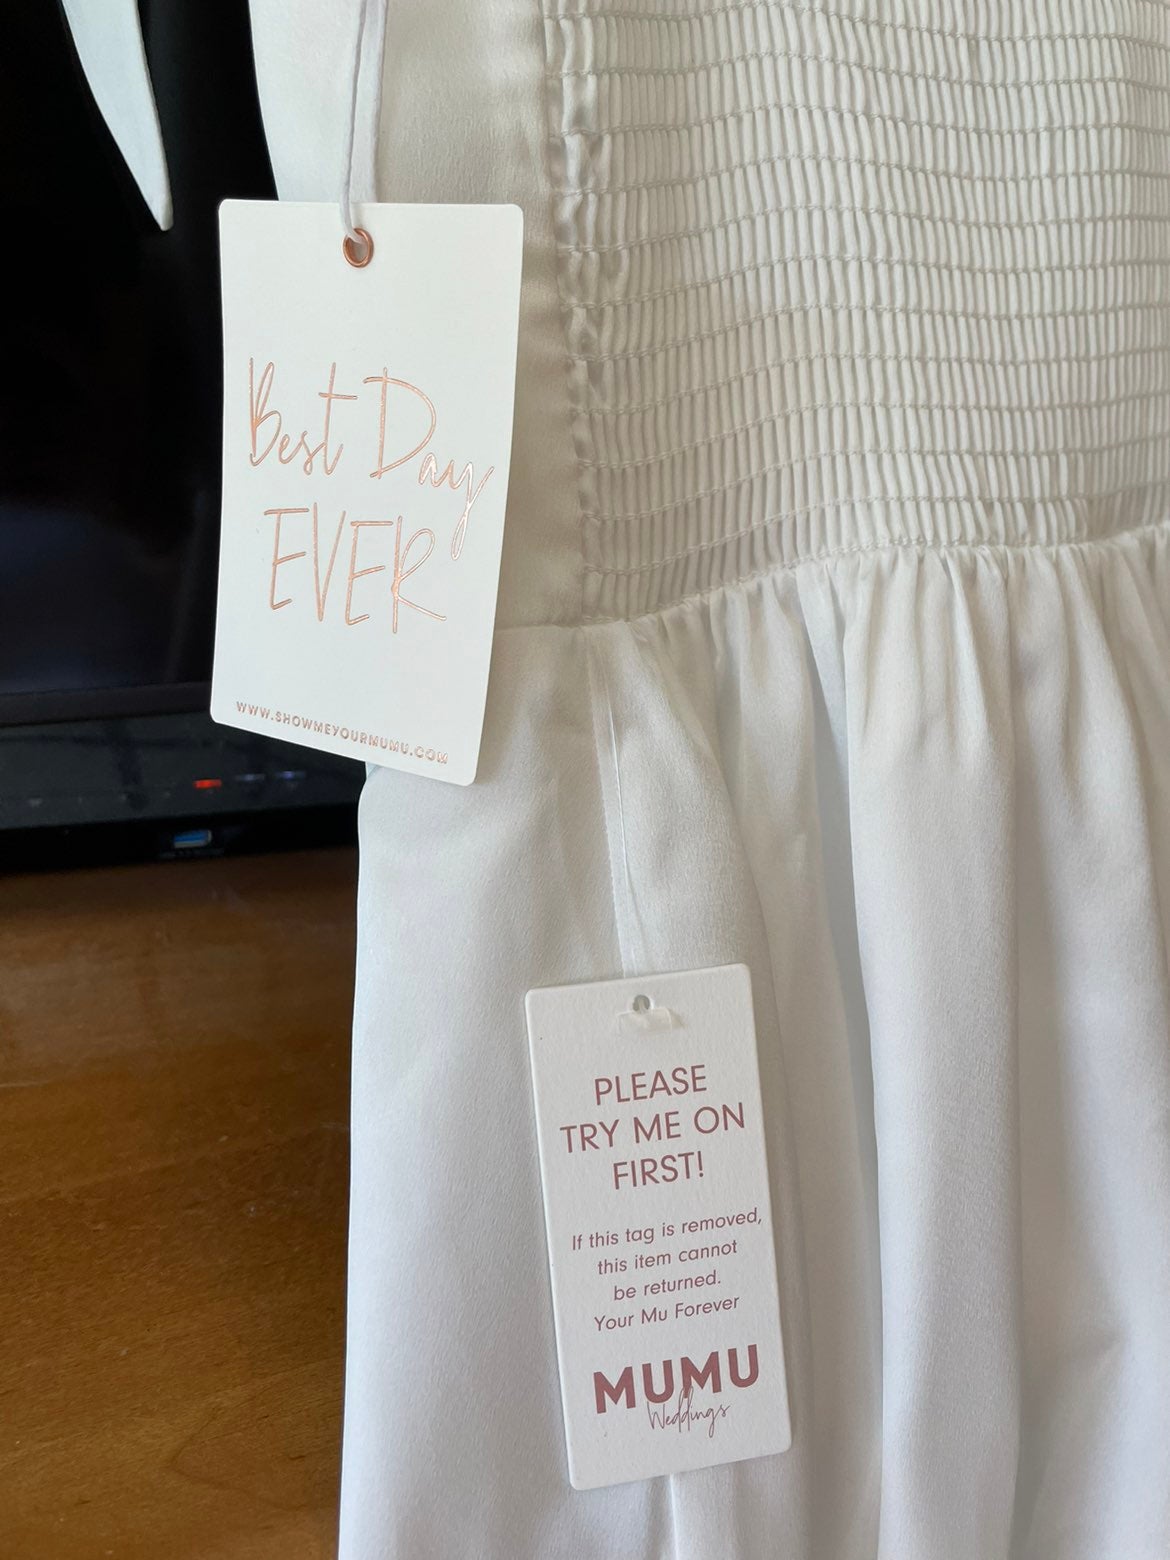 Best Day
EVER
WWW.SHOWMEYOURMUMU.COM
PLEASE
TRY ME ON
FIRST!
If this tag is removed,
this item cannot
be returned.
Your Mu Forever
MUMU
Weddings